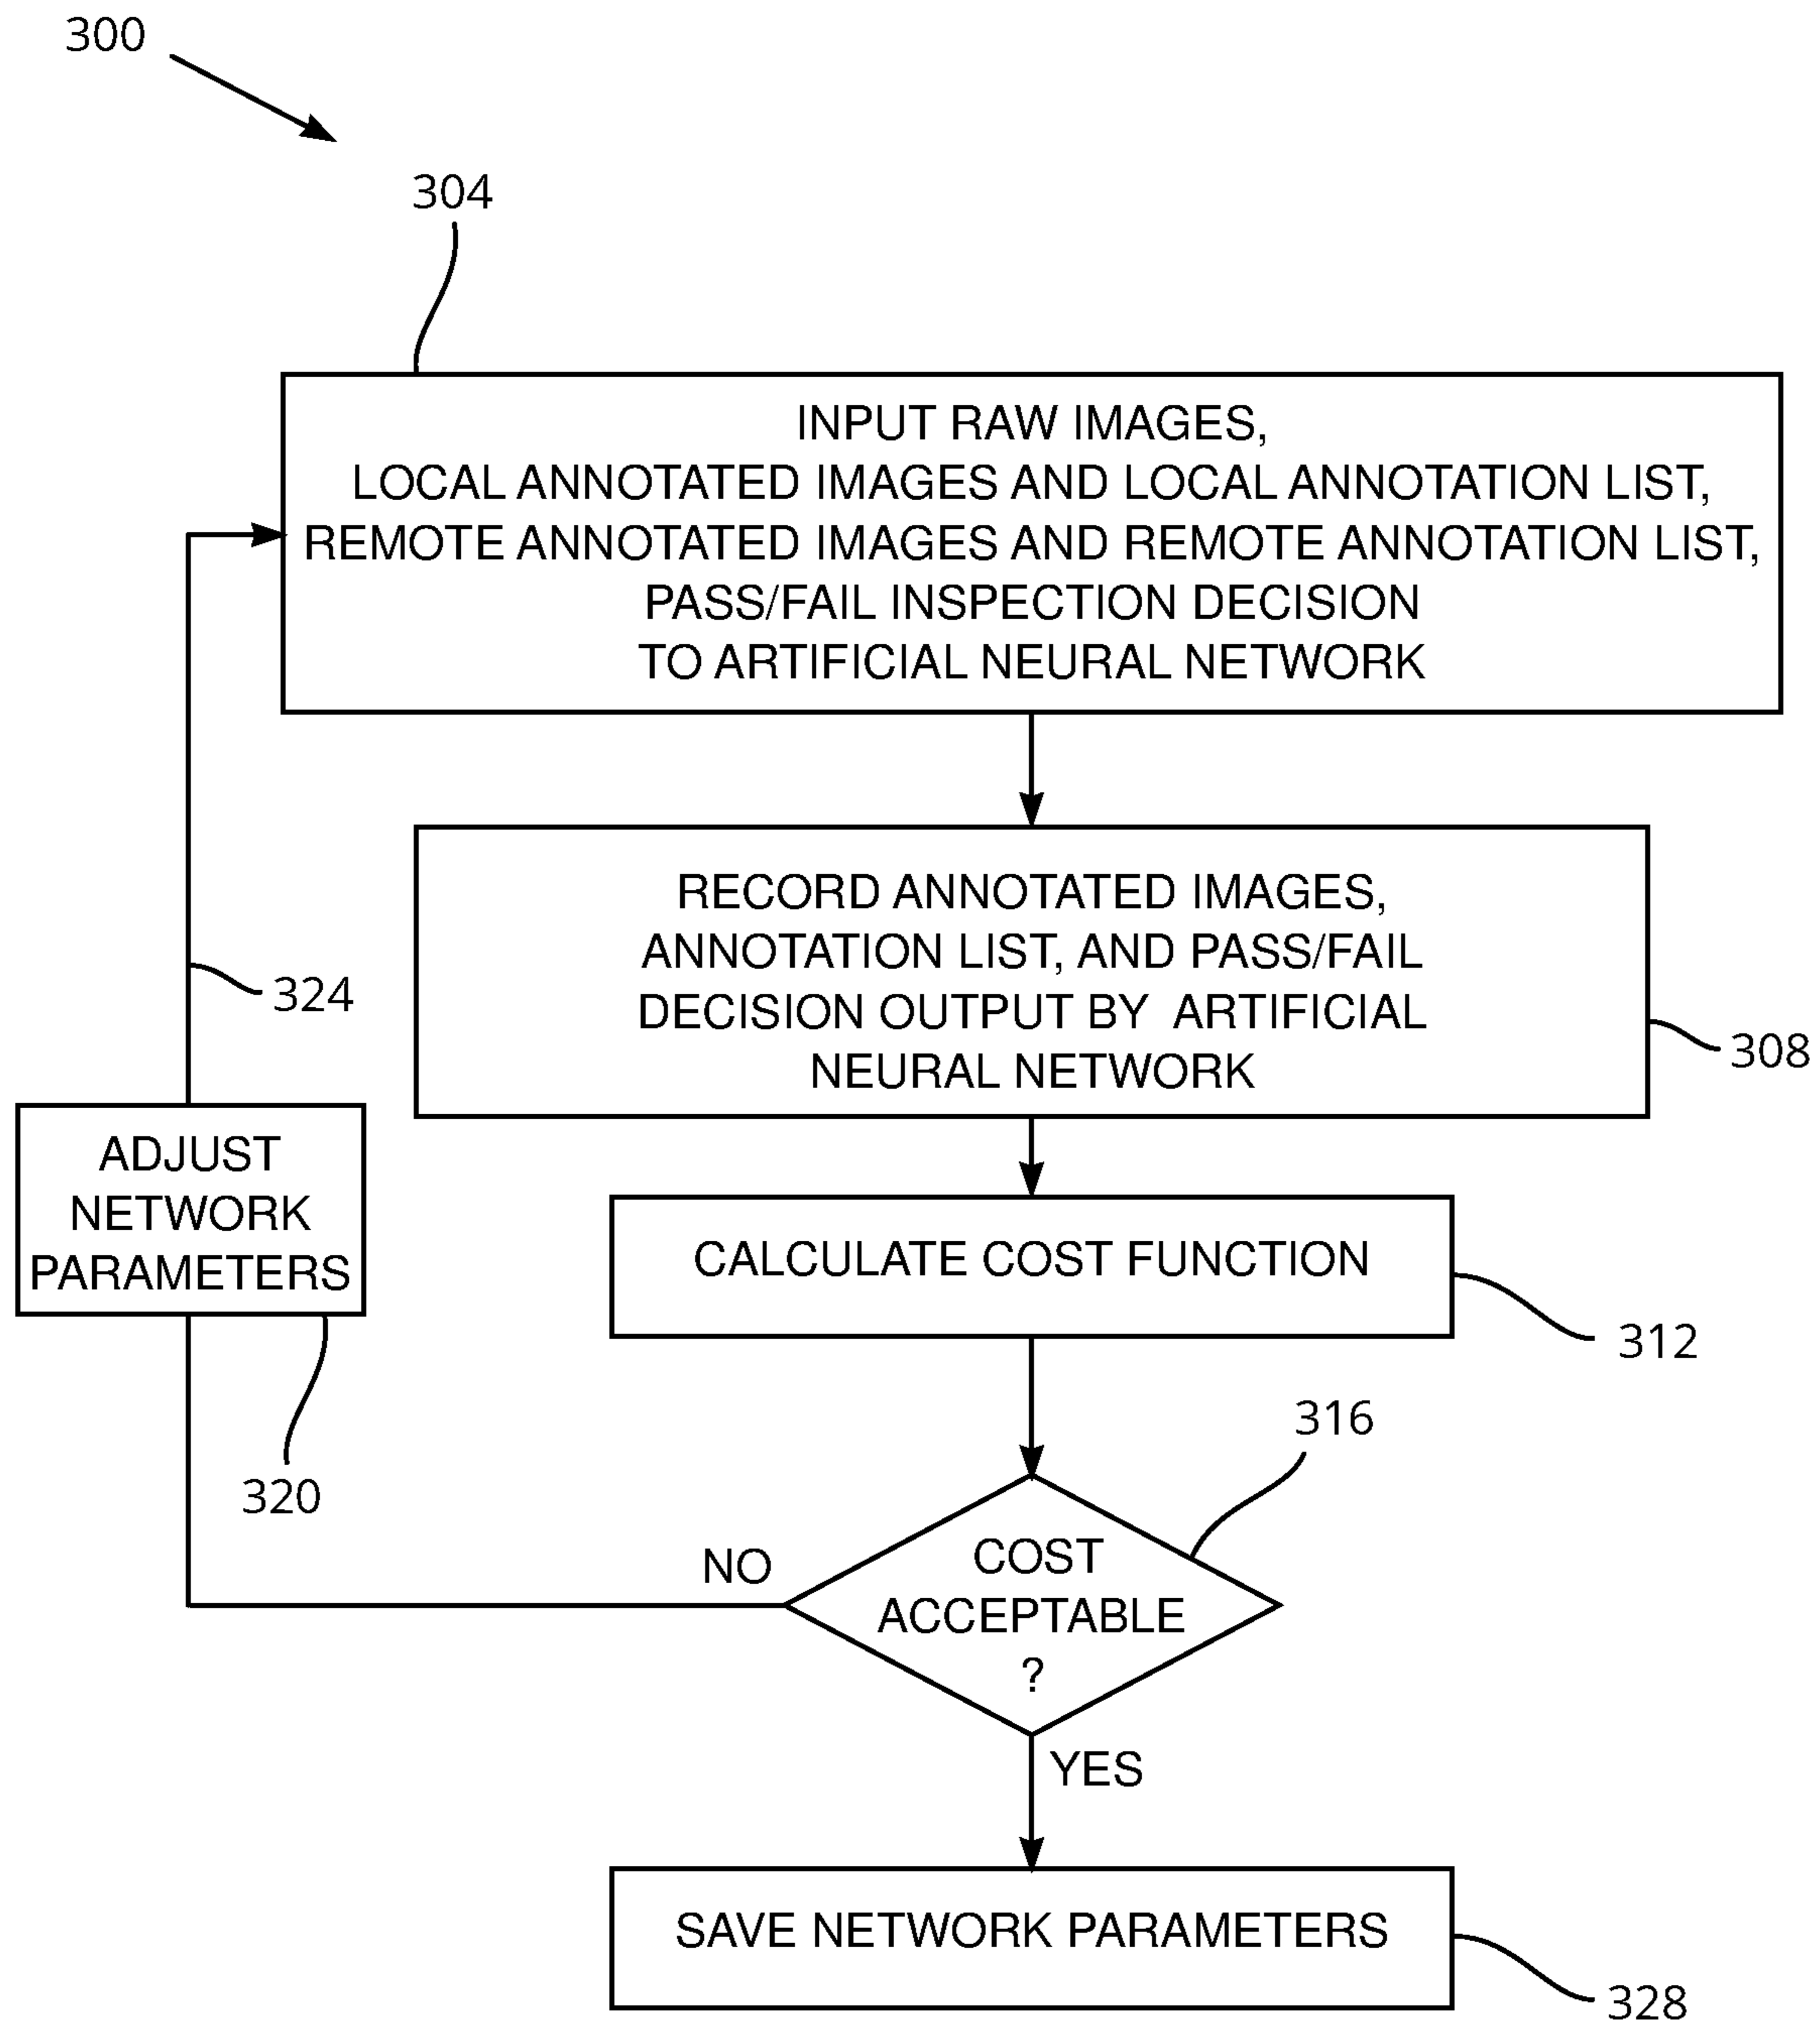 300
304
INPUT RAW IMAGES,
LOCAL ANNOTATED IMAGES AND LOCAL ANNOTATION LIST,
REMOTE ANNOTATED IMAGES AND REMOTE ANNOTATION LIST,
PASS/FAIL INSPECTION DECISION
TO ARTIFICIAL NEURAL NETWORK
RECORD ANNOTATED IMAGES,
ANNOTATION LIST, AND PASS/FAIL
DECISION OUTPUT BY ARTIFICIAL
NEURAL NETWORK
308
324
ADJUST
NETWORK
PARAMETERS
320
CALCULATE COST FUNCTION
312
316
COST
ACCEPTABLE
?
NO
YES
SAVE NETWORK PARAMETERS
328